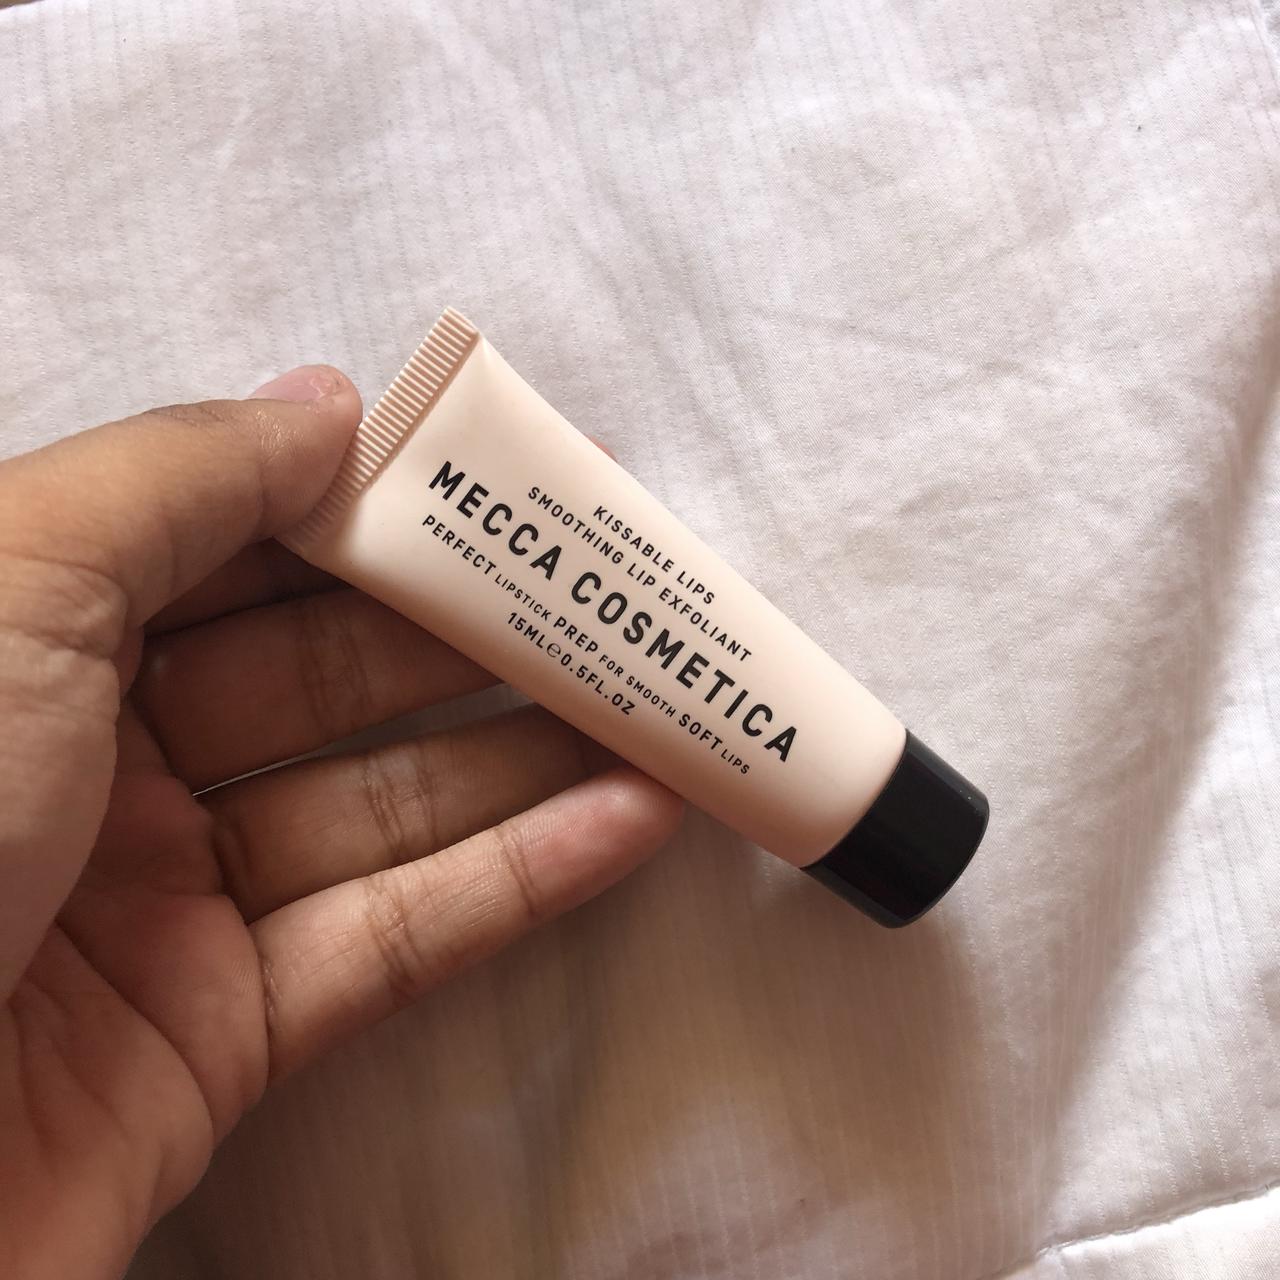 KISSABLE LIPS
SMOOTHING LIP EXFOLIANT
MECCA COSMETICA
PERFECT LIPSTICK PREP FOR SMOOTH SOFT LIPS
15ML℮0.5FL.OZ